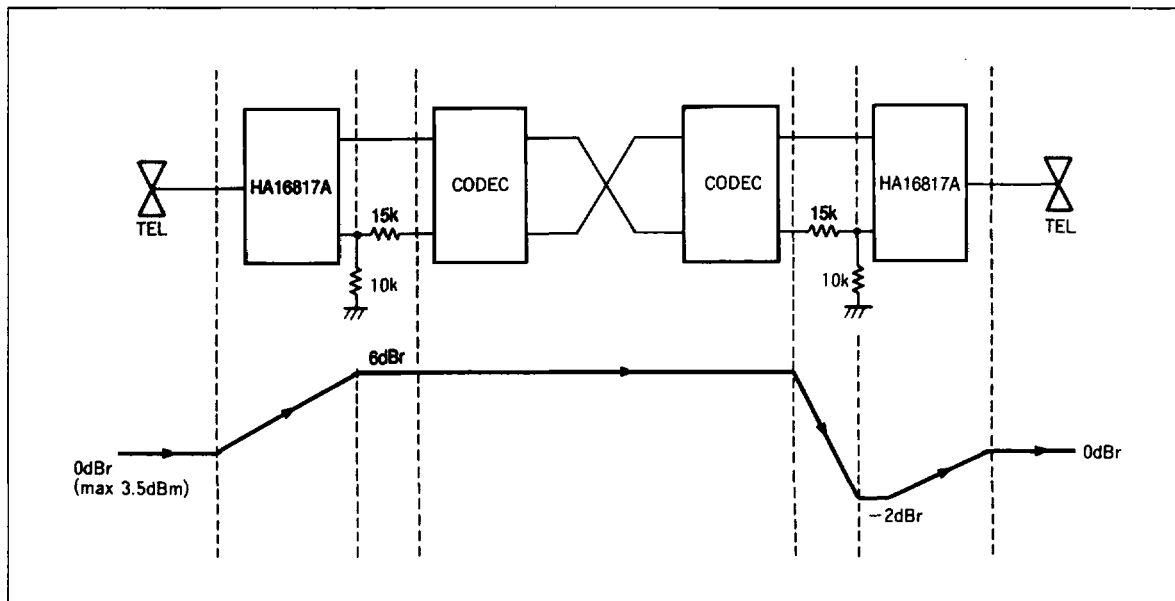 HA16817A
CODEC
CODEC
HA16817A
TEL
15k
10k
15k
10k
TEL
6dBr
0dBr
(max 3.5dBm)
−2dBr
0dBr